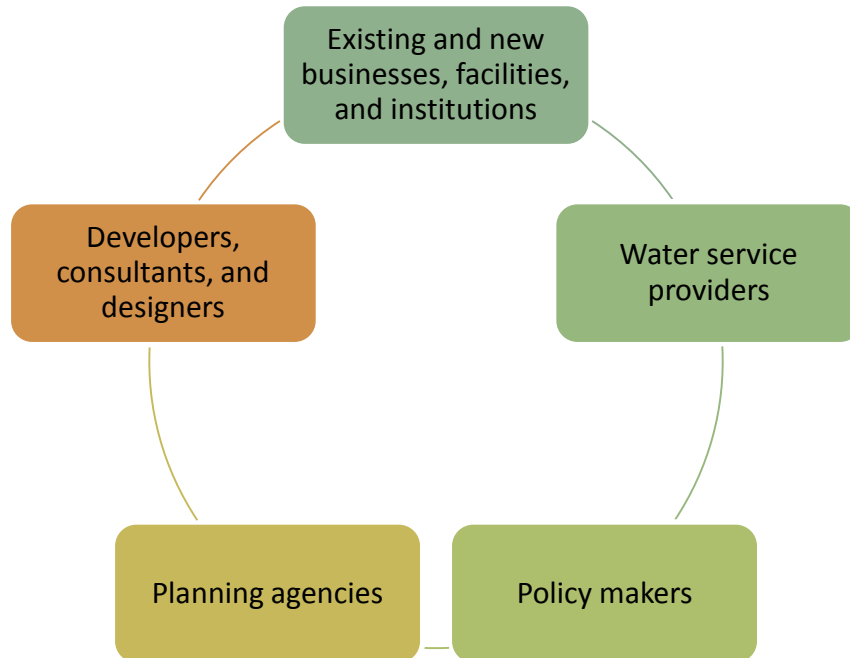 Existing and new
businesses, facilities,
and institutions
Developers,
consultants, and
designers
Water service
providers
Planning agencies
Policy makers